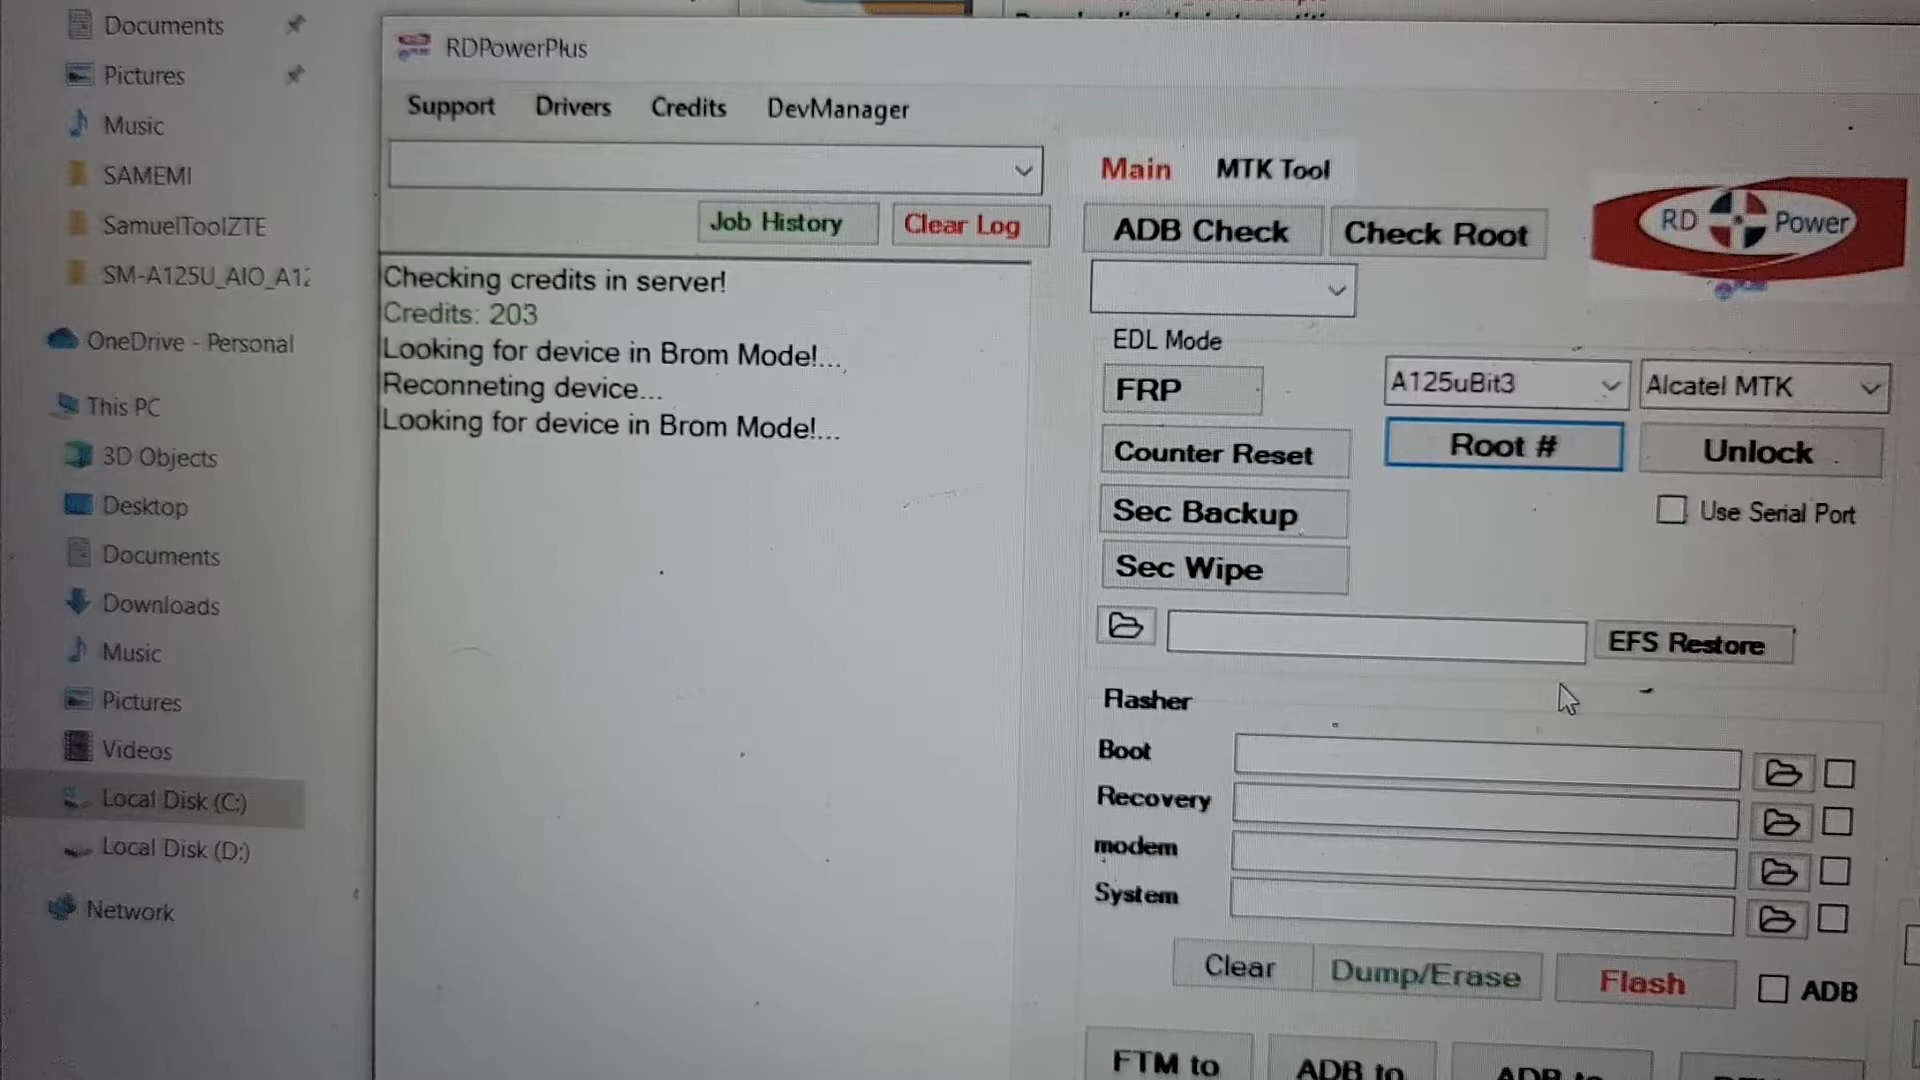 Documents
Pictures
Music
SAMEMI
SamuelToolZTE
SM-A125U_AIO_A12
OneDrive - Personal
This PC
3D Objects
Desktop
Documents
Downloads
Music
Pictures
Videos
Local Disk (C:)
Local Disk (D:)
Network
RDPowerPlus
Support Drivers Credits DevManager
Job History Clear Log
Checking credits in server!
Credits: 203
Looking for device in Brom Mode!...
Reconneting device...
Looking for device in Brom Mode!...
Main MTK Tool
ADB Check Check Root
RD Power
EDL Mode
FRP A125uBit3 Alcatel MTK
Counter Reset Root # Unlock
Sec Backup Use Serial Port
Sec Wipe
EFS Restore
Flasher
Boot
Recovery
modem
System
Clear Dump/Erase Flash ADB
FTM to ADB to ADB to